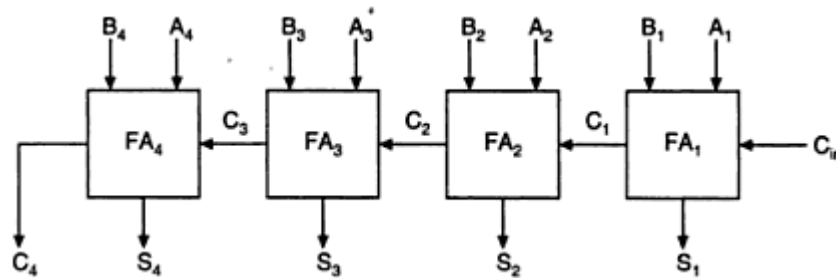 B₄ A₄ B₃ A₃ B₂ A₂ B₁ A₁
FA₄ C₃ FA₃ C₂ FA₂ C₁ FA₁ Cᵢₙ
C₄ S₄ S₃ S₂ S₁